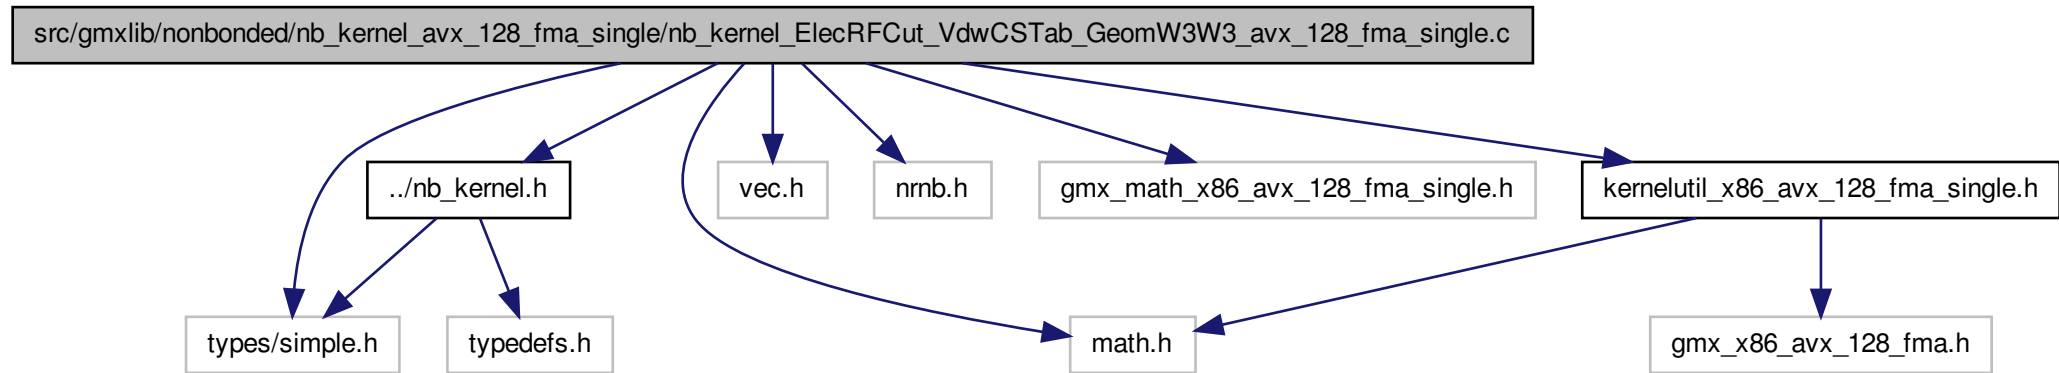 src/gmxlib/nonbonded/nb_kernel_avx_128_fma_single/nb_kernel_ElecRFCut_VdwCSTab_GeomW3W3_avx_128_fma_single.c
../nb_kernel.h
vec.h
nrnb.h
gmx_math_x86_avx_128_fma_single.h
kernelutil_x86_avx_128_fma_single.h
types/simple.h
typedefs.h
math.h
gmx_x86_avx_128_fma.h